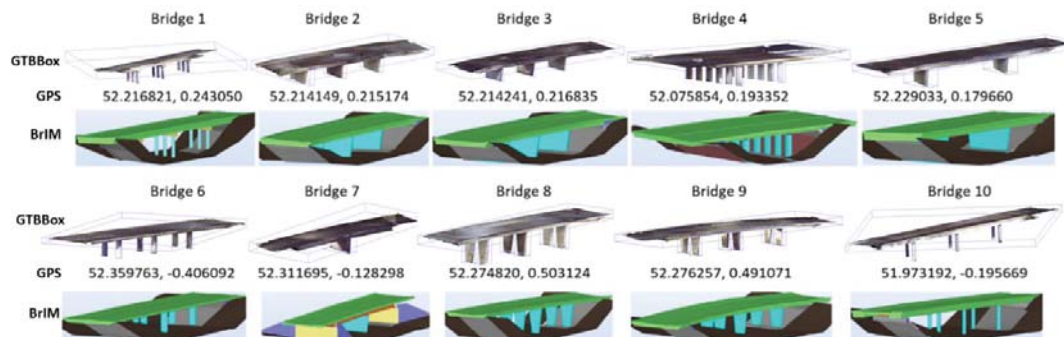 Bridge 1 Bridge 2 Bridge 3 Bridge 4 Bridge 5
GTBBox
GPS 52.216821, 0.243050 52.214149, 0.215174 52.214241, 0.216835 52.075854, 0.193352 52.229033, 0.179660
BrIM
Bridge 6 Bridge 7 Bridge 8 Bridge 9 Bridge 10
GTBBox
GPS 52.359763, -0.406092 52.3111695, -0.128298 52.274820, 0.503124 52.276257, 0.491071 51.973192, -0.195669
BrIM